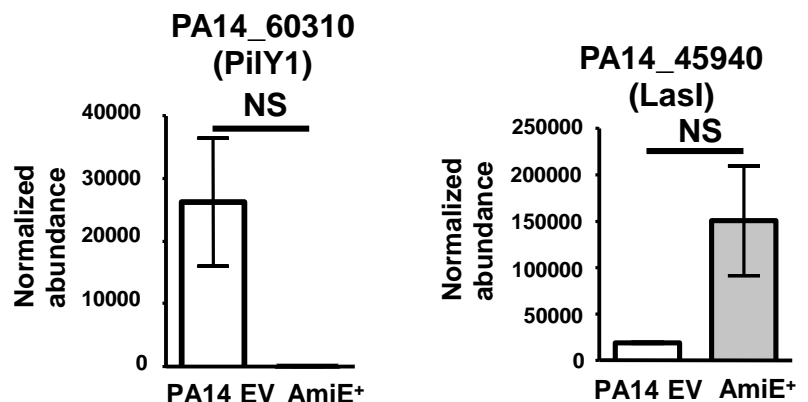 PA14_60310
(PilY1)
NS
Normalized
abundance
40000
30000
20000
10000
0
PA14 EV AmiE+
PA14_45940
(LasI)
NS
Normalized
abundance
250000
200000
150000
100000
50000
0
PA14 EV AmiE+